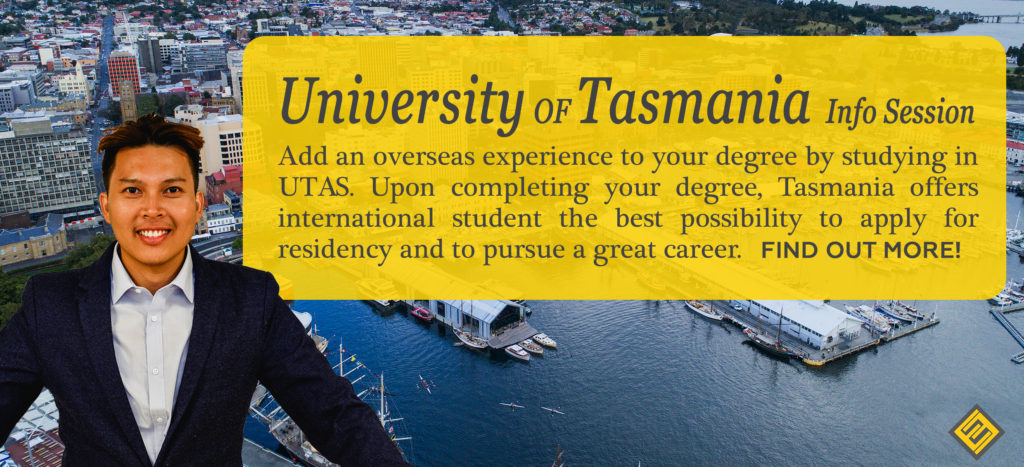 University OF Tasmania Info Session
Add an overseas experience to your degree by studying in
UTAS. Upon completing your degree, Tasmania offers
international student the best possibility to apply for
residency and to pursue a great career. FIND OUT MORE!